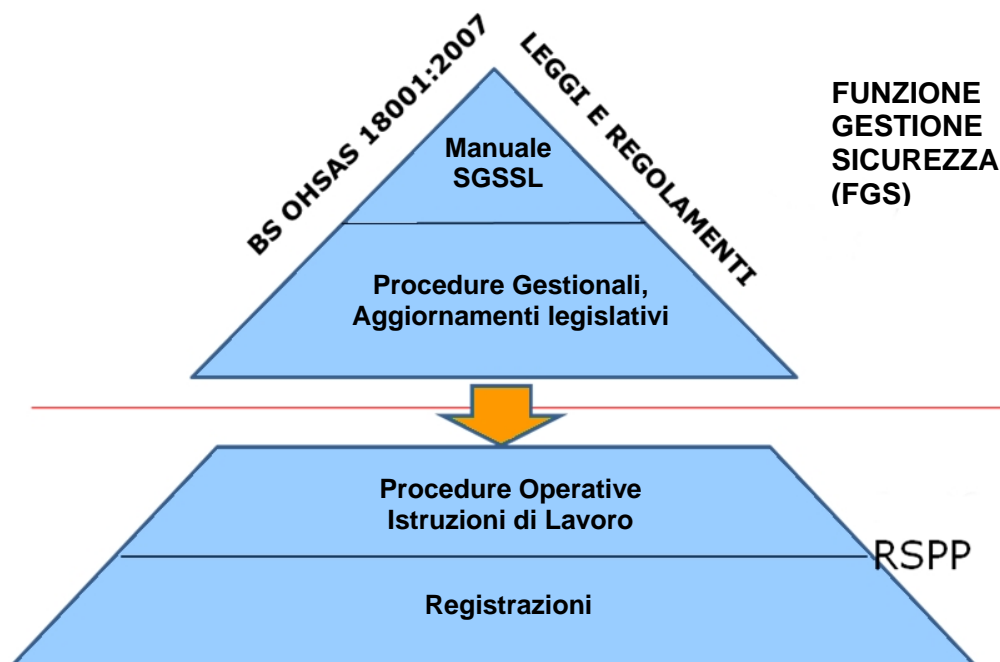 BS OHSAS 18001:2007
LEGGI E REGOLAMENTI
FUNZIONE
GESTIONE
SICUREZZA
(FGS)
Manuale
SGSSL
Procedure Gestionali,
Aggiornamenti legislativi
Procedure Operative
Istruzioni di Lavoro
RSPP
Registrazioni